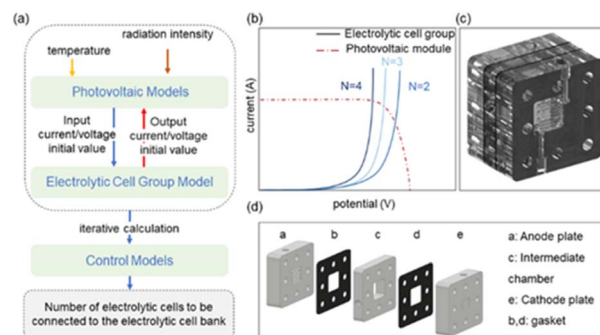 (a)
temperature
radiation intensity
Photovoltaic Models
Input
current/voltage
initial value
Output
current/voltage
initial value
Electrolytic Cell Group Model
iterative calculation
Control Models
Number of electrolytic cells to be
connected to the electrolytic cell bank
(b)
Electrolytic cell group
Photovoltaic module
N=3
N=4
N=2
current (A)
potential (V)
(c)
(d)
a
b
c
d
e
a: Anode plate
c: Intermediate
chamber
e: Cathode plate
b,d: gasket